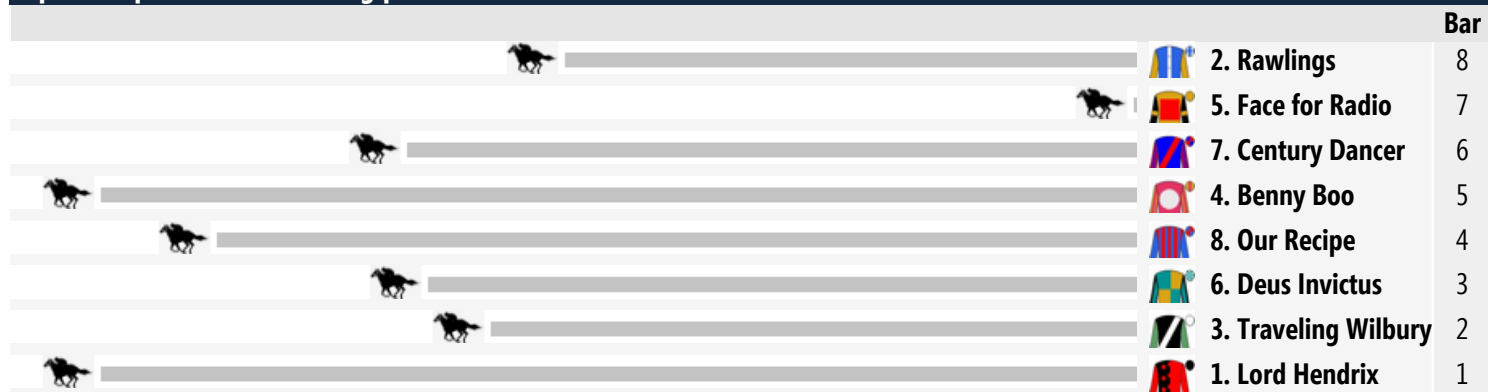 Bar
2. Rawlings 8
5. Face for Radio 7
7. Century Dancer 6
4. Benny Boo 5
8. Our Recipe 4
6. Deus Invictus 3
3. Traveling Wilbury 2
1. Lord Hendrix 1